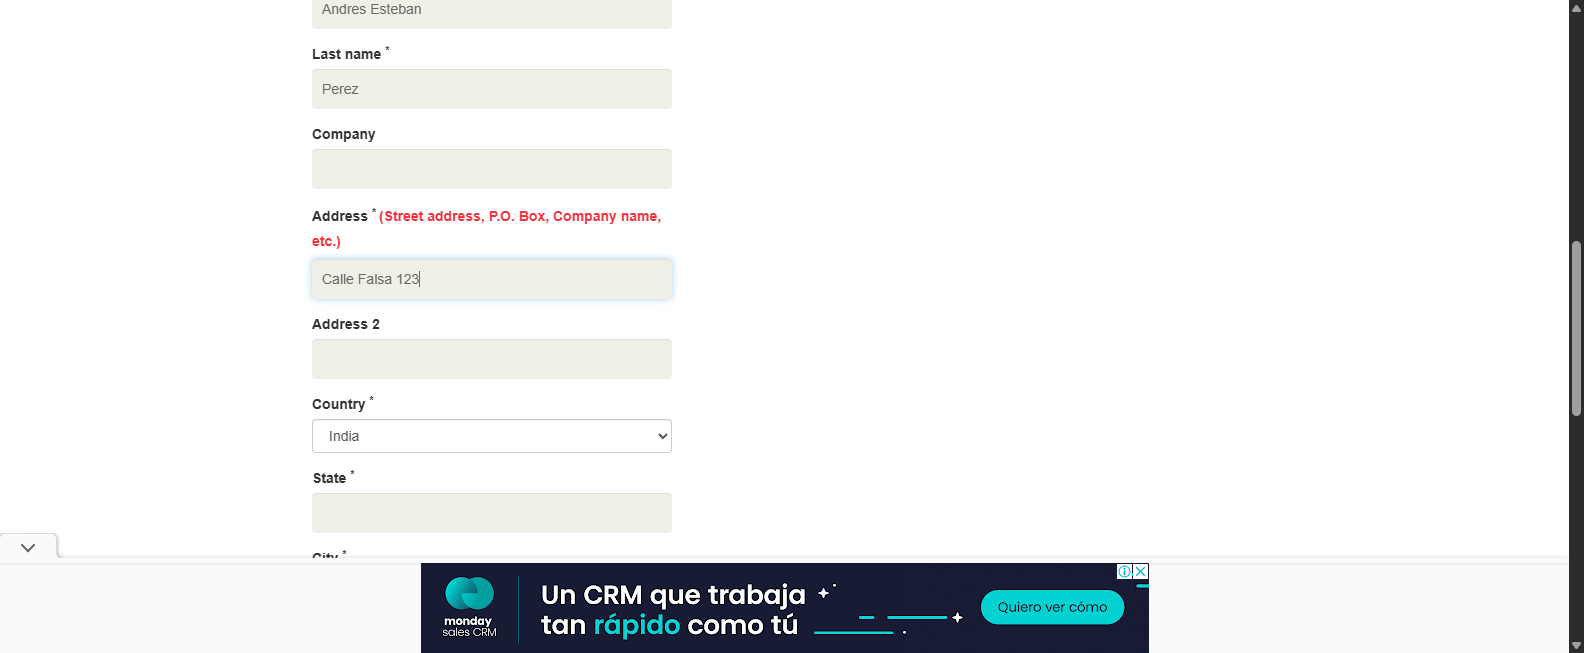 Andres Esteban
Last name *
Perez
Company
Address * (Street address, P.O. Box, Company name,
etc.)
Calle Falsa 123
Address 2
Country *
India
State *
City *
monday
sales CRM
Un CRM que trabaja
tan rápido como tú
Quiero ver cómo